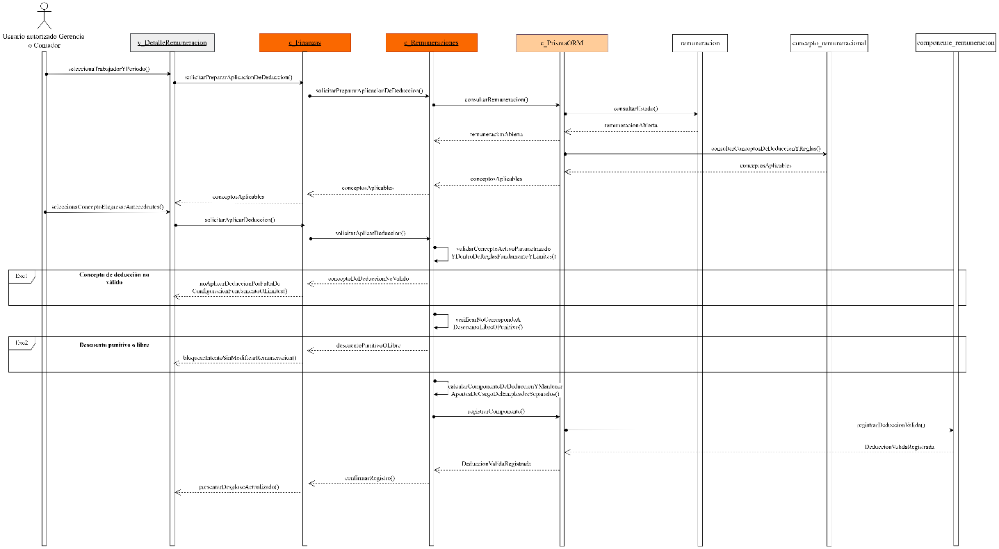 Usuario autorizado Gerencia
o Contador
v_DetalleRemuneracion
c_Finanzas
c_Remuneraciones
c_PrismaORM
remuneracion
concepto_remuneracional
componente_remuneracion
seleccionaTrabajadorYPeriodo()
solicitarPrepararAplicacionDeDeduccion()
solicitarPrepararAplicacionDeDeduccion()
consultarRemuneracion()
consultarEstado()
remuneracionAbierta
remuneracionAbierta
consultarConceptosDeDeduccionYReglas()
conceptosAplicables
conceptosAplicables
conceptosAplicables
conceptosAplicables
seleccionaConceptoEIngresarAntecedentes()
solicitarAplicarDeduccion()
solicitarAplicarDeduccion()
validarConceptoActivoParametrizado
YDentroDeReglasFundamentoYLimites()
Exc1
Concepto de deducción no
válido
conceptoDeDeduccionNoValido
noAplicarDeduccionPorFaltaDe
ConfiguracionFundamentoOLimites()
verificarNoCorrespondeA
DescuentoLibreOPunitivo()
Exc2
Descuento punitivo o libre
descuentoPunitivoOLibre
bloquearIntentoSinModificarRemuneracion()
calcularComponenteDeDeduccionYMantener
AportesDeCargoDelEmpleadorSeparados()
registrarComponente()
registrarDeduccionValida()
DeduccionValidaRegistrada
DeduccionValidaRegistrada
confirmarRegistro()
presentarDesgloseActualizado()